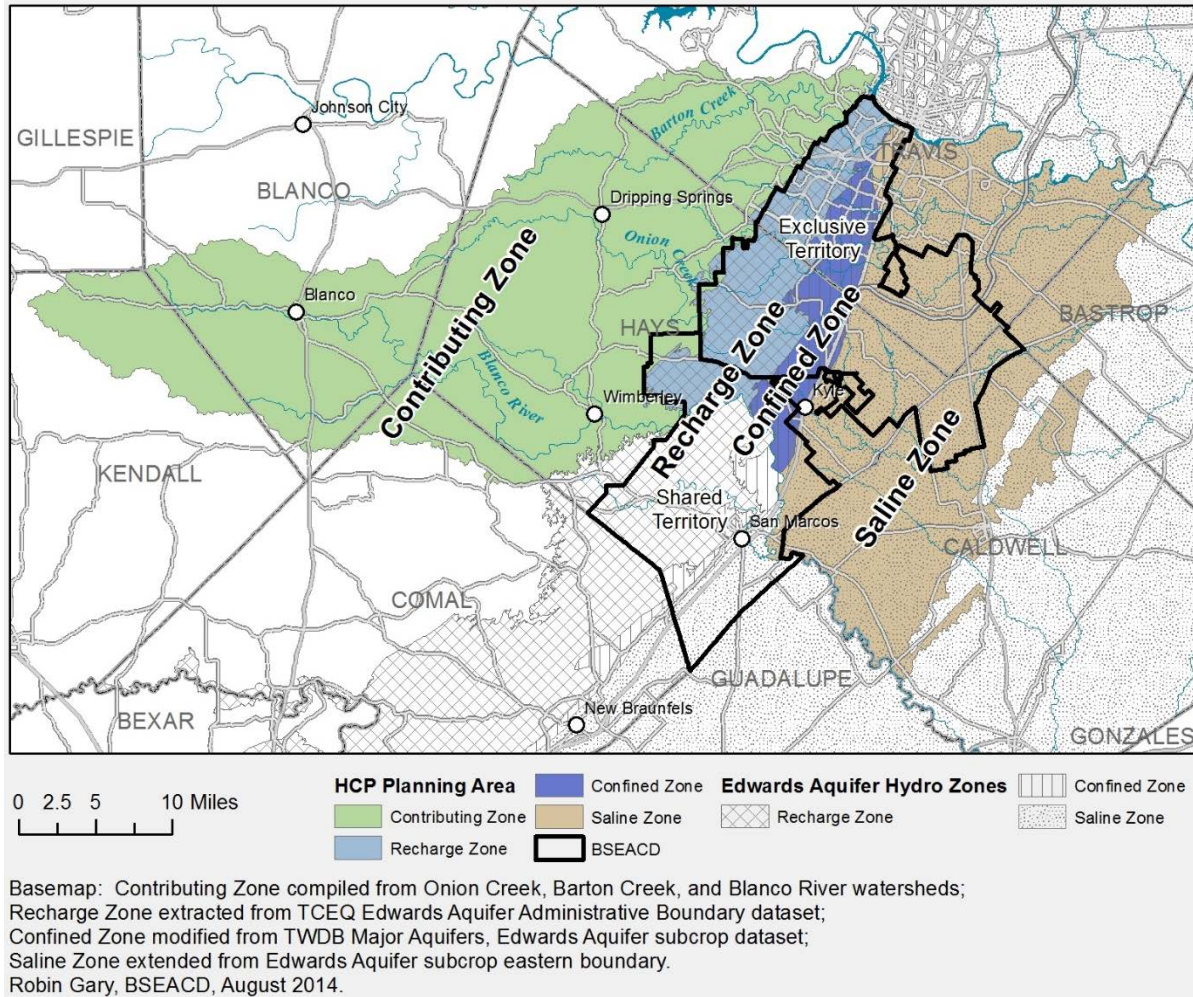 Johnson City
GILLESPIE
Barton Creek
TRAVIS
BLANCO
Dripping Springs
Exclusive
Territory
Onion Creek
Contributing Zone
Blanco
BASTROP
HAYS
Recharge Zone
Confined Zone
Blanco River
Wimberley
Kyle
Saline Zone
KENDALL
Shared
Territory
San Marcos
CALDWELL
COMAL
GUADALUPE
BEXAR
New Braunfels
GONZALES
0 2.5 5 10 Miles
HCP Planning Area
Contributing Zone
Recharge Zone
Confined Zone
Saline Zone
BSEACD
Edwards Aquifer Hydro Zones
Recharge Zone
Confined Zone
Saline Zone
Basemap: Contributing Zone compiled from Onion Creek, Barton Creek, and Blanco River watersheds;
Recharge Zone extracted from TCEQ Edwards Aquifer Administrative Boundary dataset;
Confined Zone modified from TWDB Major Aquifers, Edwards Aquifer subcrop dataset;
Saline Zone extended from Edwards Aquifer subcrop eastern boundary.
Robin Gary, BSEACD, August 2014.